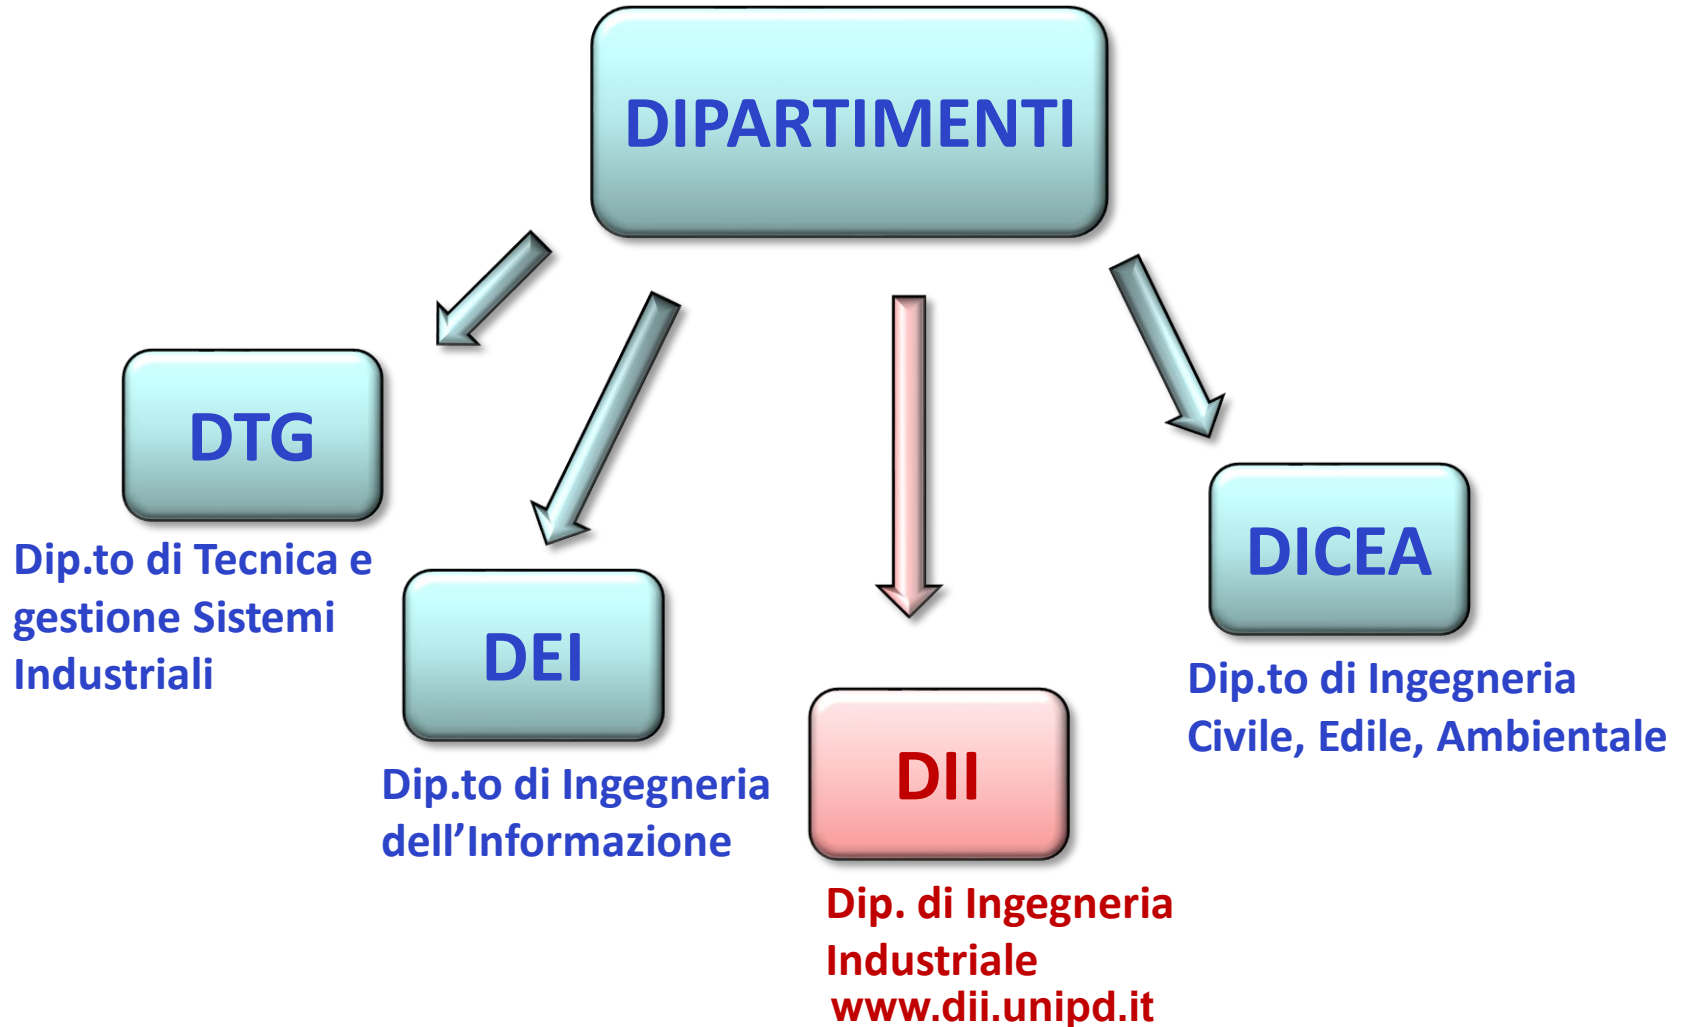 DIPARTIMENTI
DTG
Dip.to di Tecnica e
gestione Sistemi
Industriali
DEI
Dip.to di Ingegneria
dell’Informazione
DII
Dip. di Ingegneria
Industriale
www.dii.unipd.it
DICEA
Dip.to di Ingegneria
Civile, Edile, Ambientale